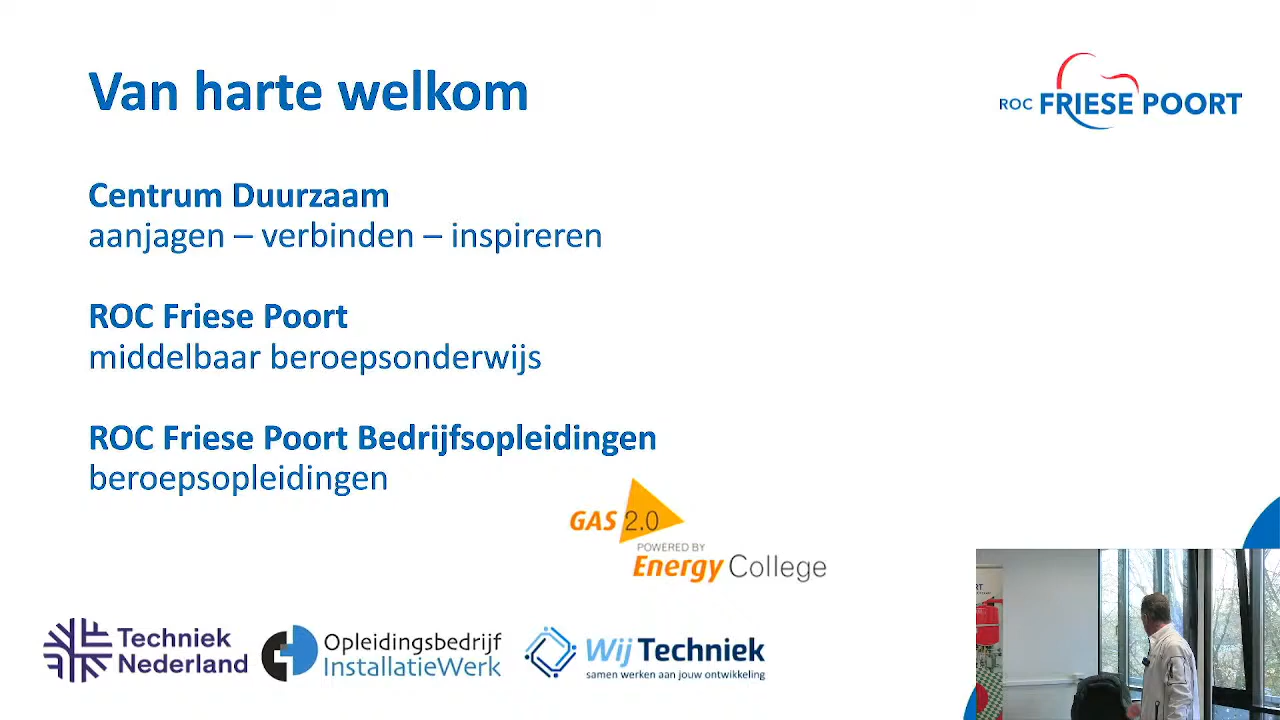 Van harte welkom
ROC FRIESE POORT
Centrum Duurzaam
aanjagen – verbinden – inspireren
ROC Friese Poort
middelbaar beroepsonderwijs
ROC Friese Poort Bedrijfsopleidingen
beroepsopleidingen
GAS 2.0
POWERED BY
Energy College
Techniek
Nederland
Opleidingsbedrijf
InstallatieWerk
Wij Techniek
samen werken aan jouw ontwikkeling